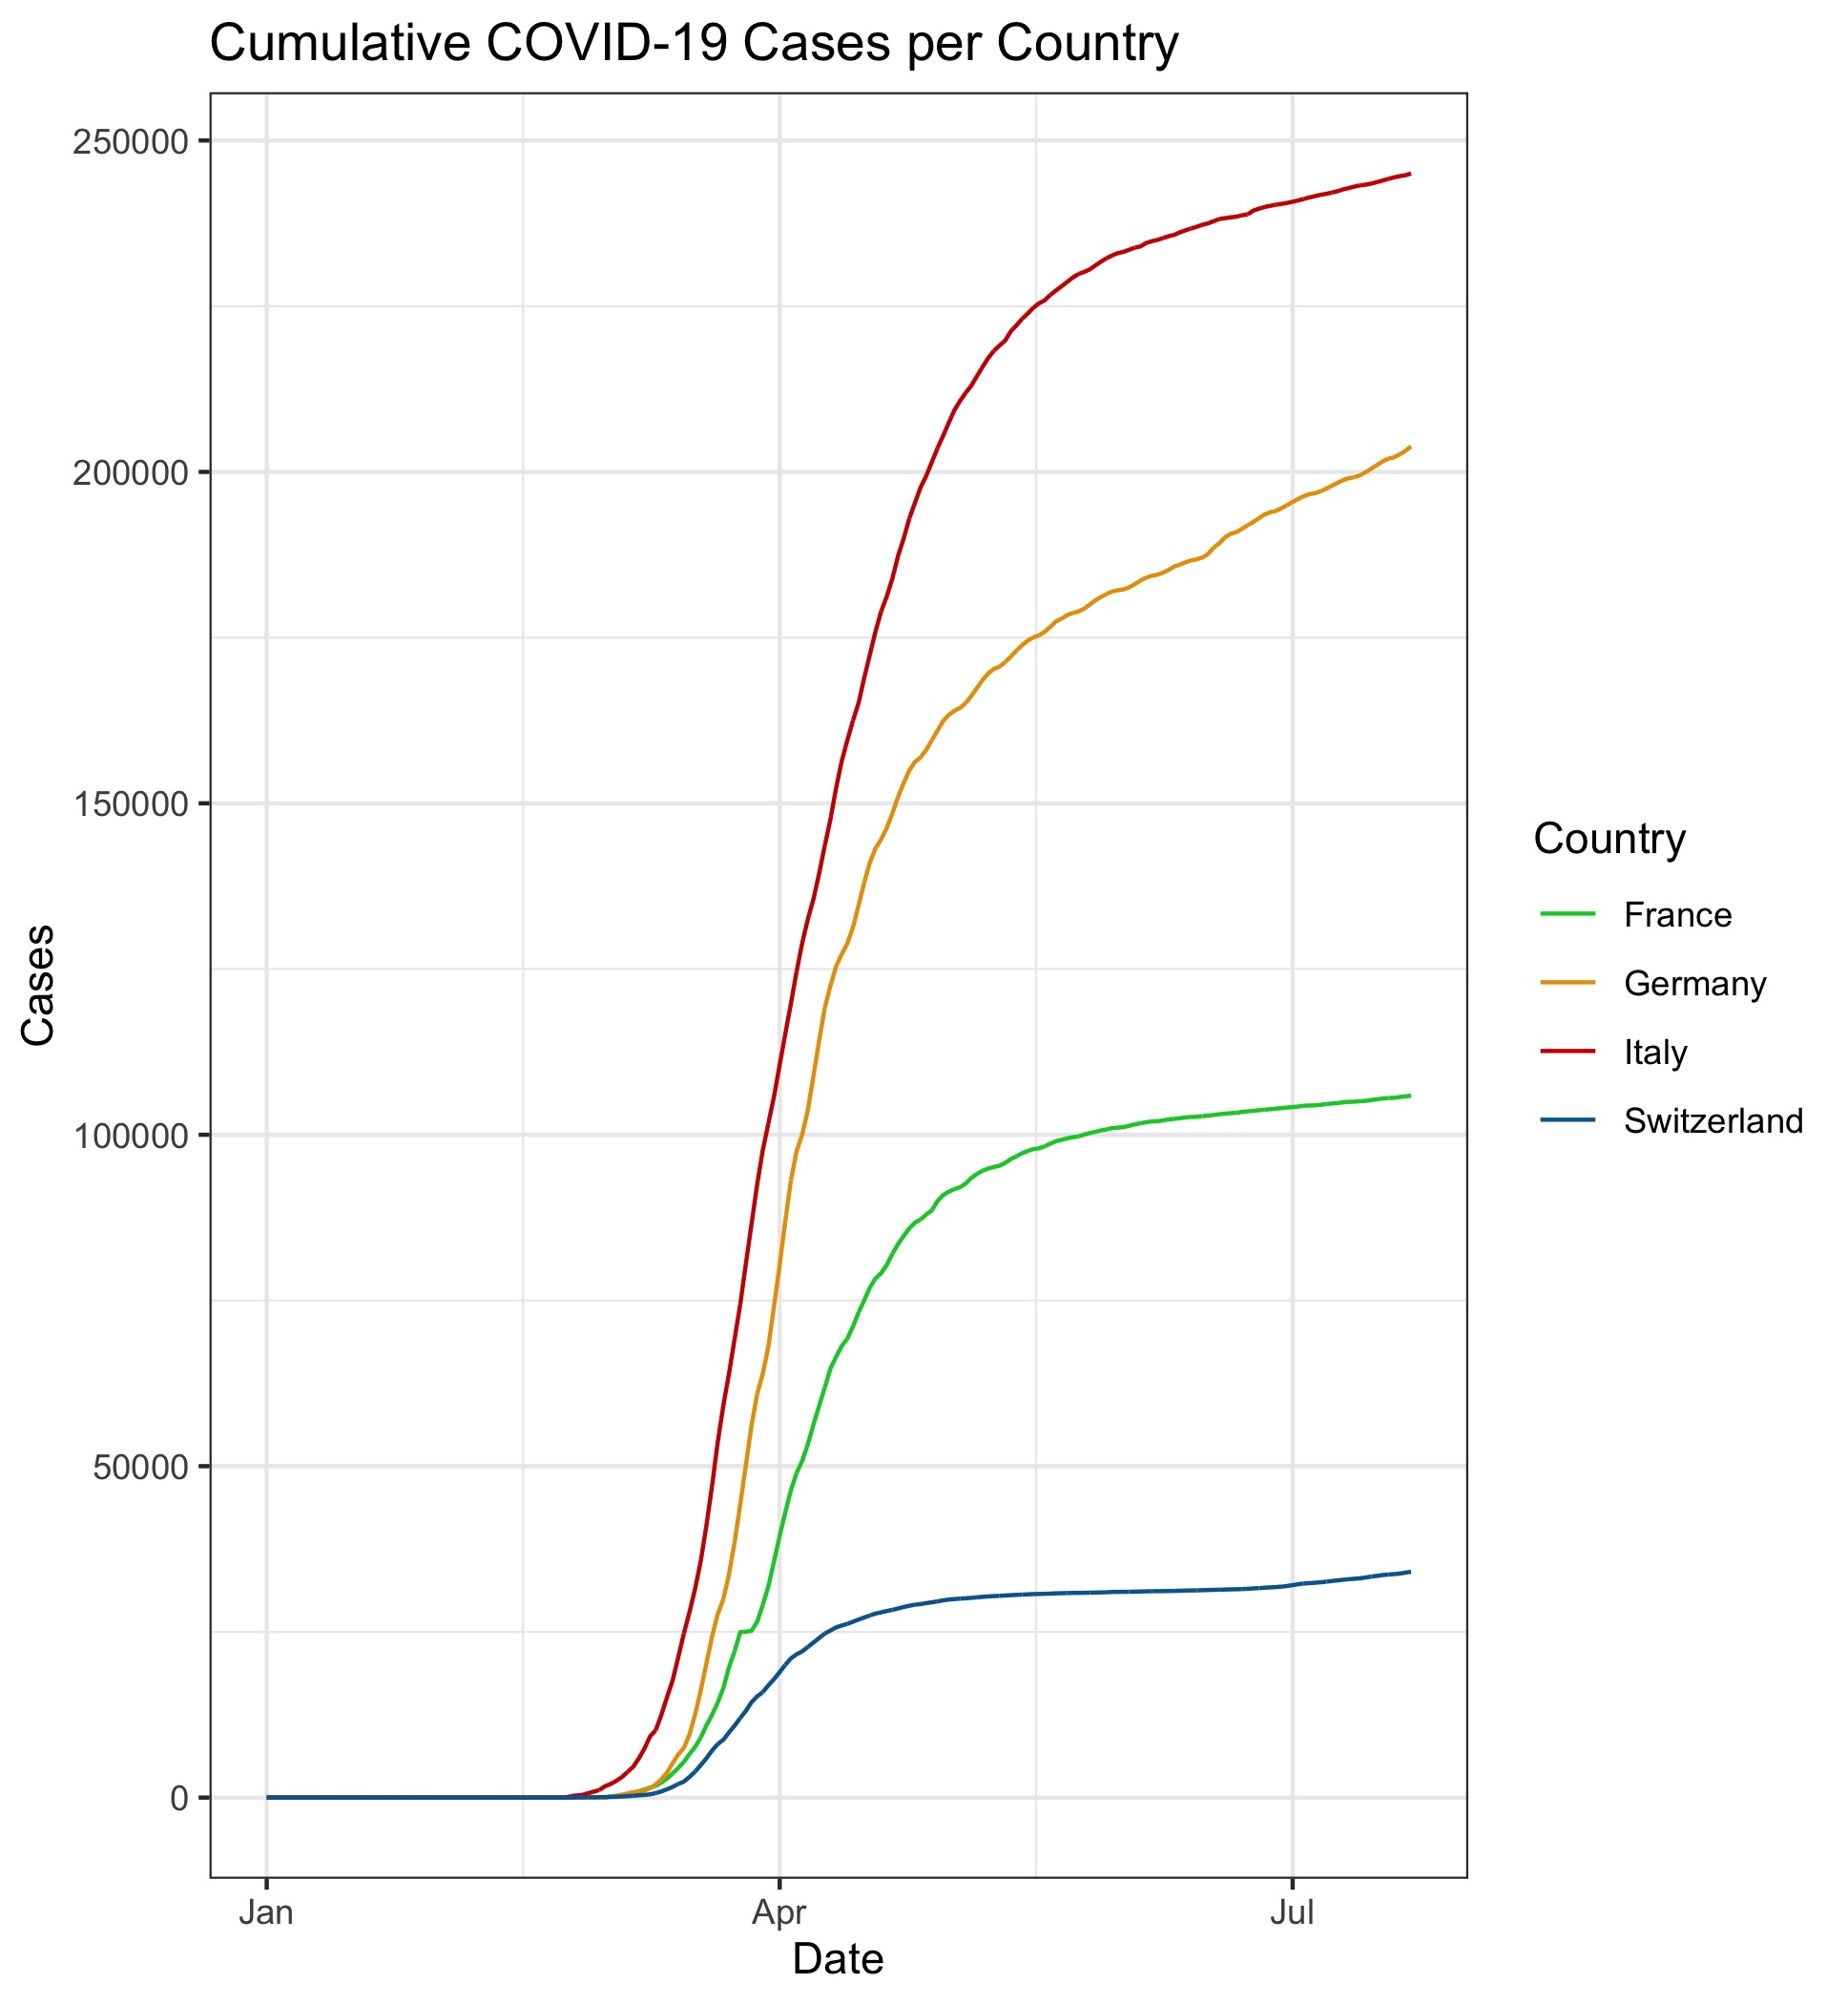 Cumulative COVID-19 Cases per Country
250000
200000
150000
100000
50000
0
Cases
Jan
Apr
Jul
Date
Country
France
Germany
Italy
Switzerland